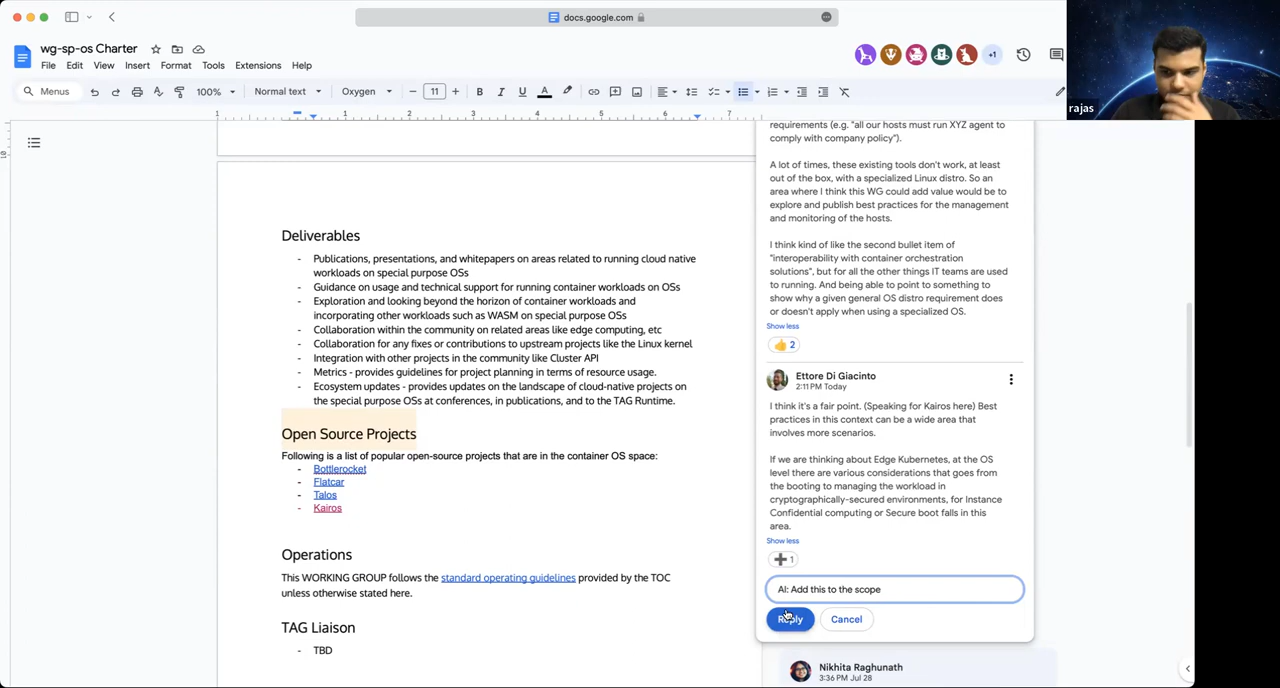 docs.google.com
wg-sp-os Charter
File Edit View Insert Format Tools Extensions Help
+1
Menus 100% Normal text Oxygen 11
rajas
1 1 2 3 4 5 6 7
requirements (e.g. "all our hosts must run XYZ agent to
comply with company policy").
A lot of times, these existing tools don't work, at least
out of the box, with a specialized Linux distro. So an
area where I think this WG could add value would be to
explore and publish best practices for the management
and monitoring of the hosts.
I think kind of like the second bullet item of
"interoperability with container orchestration
solutions", but for all the other things IT teams are used
to running. And being able to point to something to
show why a given general OS distro requirement does
or doesn't apply when using a specialized OS.
Show less
2
Deliverables
- Publications, presentations, and whitepapers on areas related to running cloud native
workloads on special purpose OSs
- Guidance on usage and technical support for running container workloads on OSs
- Exploration and looking beyond the horizon of container workloads and
incorporating other workloads such as WASM on special purpose OSs
- Collaboration within the community on related areas like edge computing, etc
- Collaboration for any fixes or contributions to upstream projects like the Linux kernel
- Integration with other projects in the community like Cluster API
- Metrics - provides guidelines for project planning in terms of resource usage.
- Ecosystem updates - provides updates on the landscape of cloud-native projects on
the special purpose OSs at conferences, in publications, and to the TAG Runtime.
Open Source Projects
Following is a list of popular open-source projects that are in the container OS space:
- Bottlerocket
- Flatcar
- Talos
- Kairos
Operations
This WORKING GROUP follows the standard operating guidelines provided by the TOC
unless otherwise stated here.
TAG Liaison
- TBD
Ettore Di Giacinto
2:11 PM Today
I think it's a fair point. (Speaking for Kairos here) Best
practices in this context can be a wide area that
involves more scenarios.
If we are thinking about Edge Kubernetes, at the OS
level there are various considerations that goes from
the booting to managing the workload in
cryptographically-secured environments, for Instance
Confidential computing or Secure boot falls in this
area.
Show less
1
AI: Add this to the scope
Reply Cancel
Nikhita Raghunath
3:36 PM Jul 28